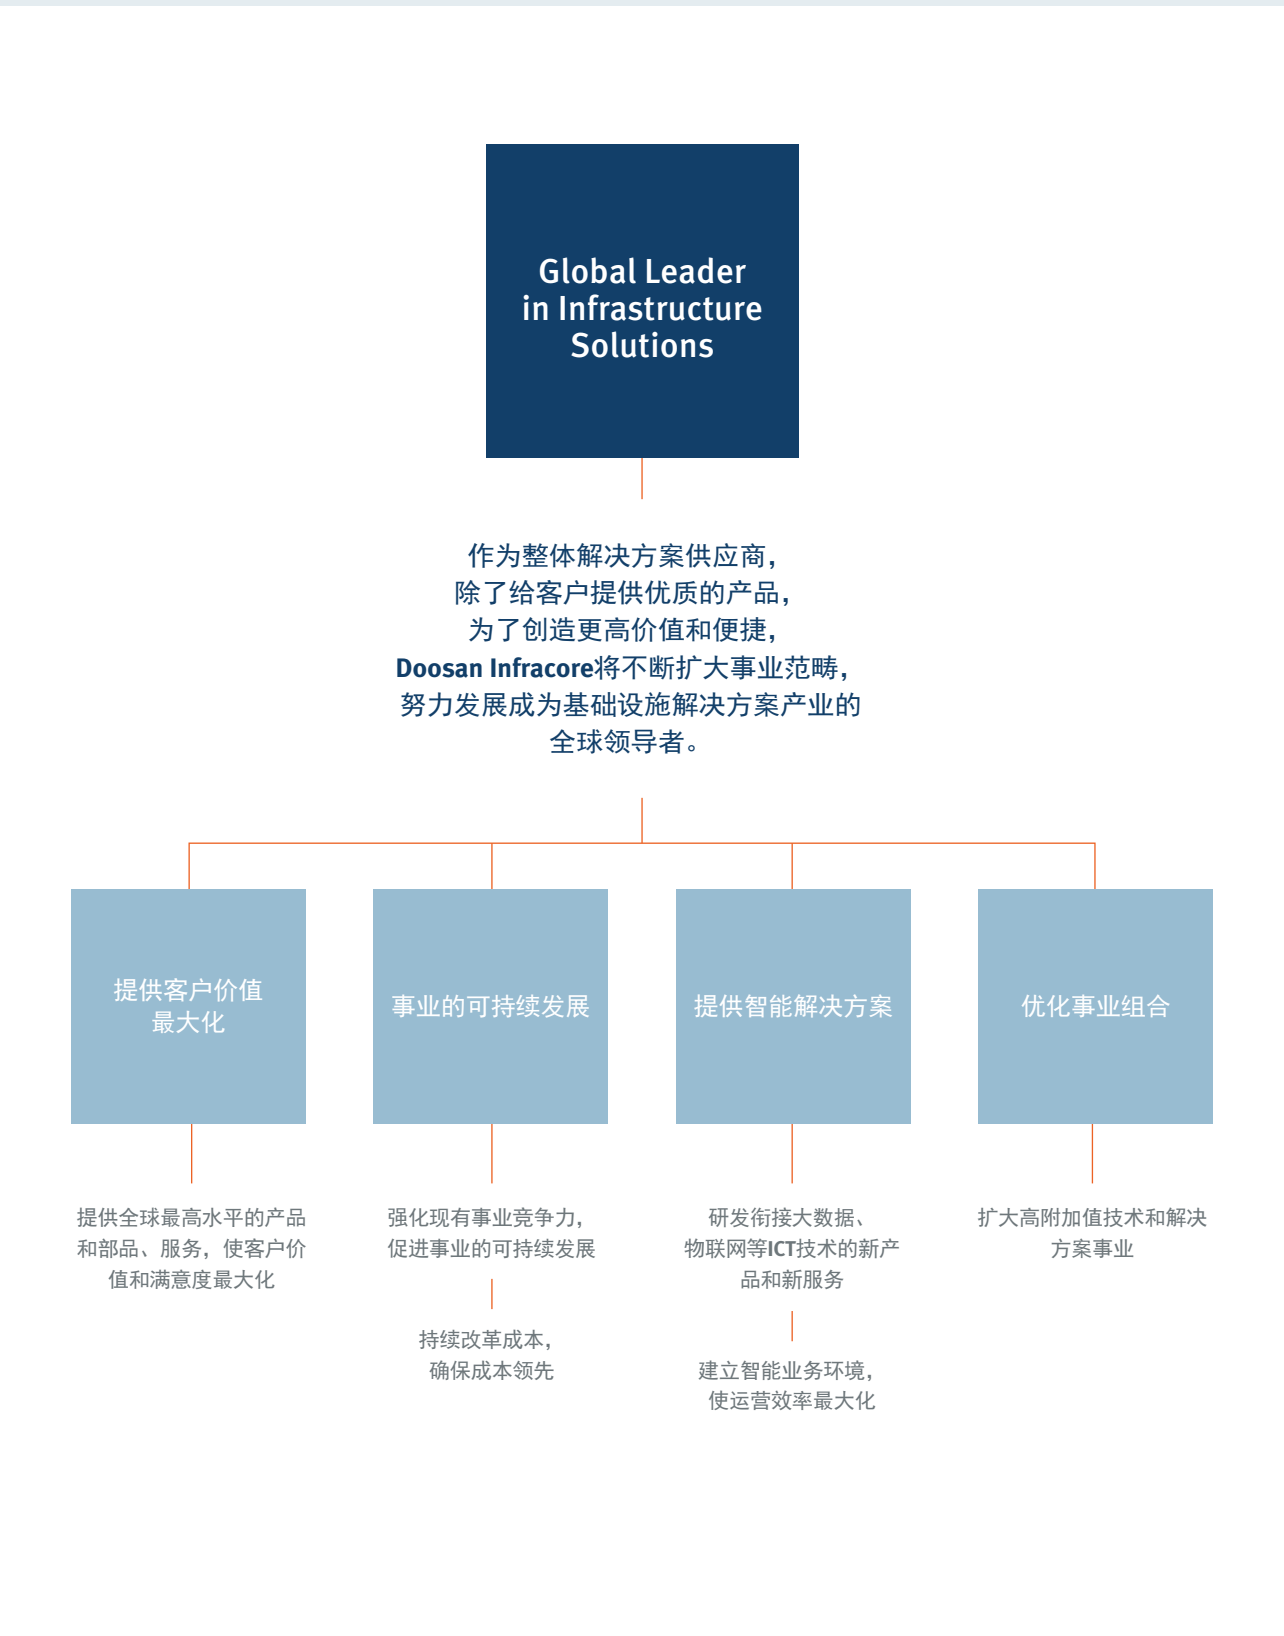 Global Leader
in Infrastructure
Solutions
作为整体解决方案供应商，
除了给客户提供优质的产品，
为了创造更高价值和便捷，
Doosan Infracore将不断扩大事业范畴，
努力发展成为基础设施解决方案产业的
全球领导者。
提供客户价值
最大化
事业的可持续发展
提供智能解决方案
优化事业组合
提供全球最高水平的产品
和部品、服务，使客户价
值和满意度最大化
强化现有事业竞争力，
促进事业的可持续发展
持续改革成本，
确保成本领先
研发衔接大数据、
物联网等ICT技术的新产
品和新服务
建立智能业务环境，
使运营效率最大化
扩大高附加值技术和解决
方案事业